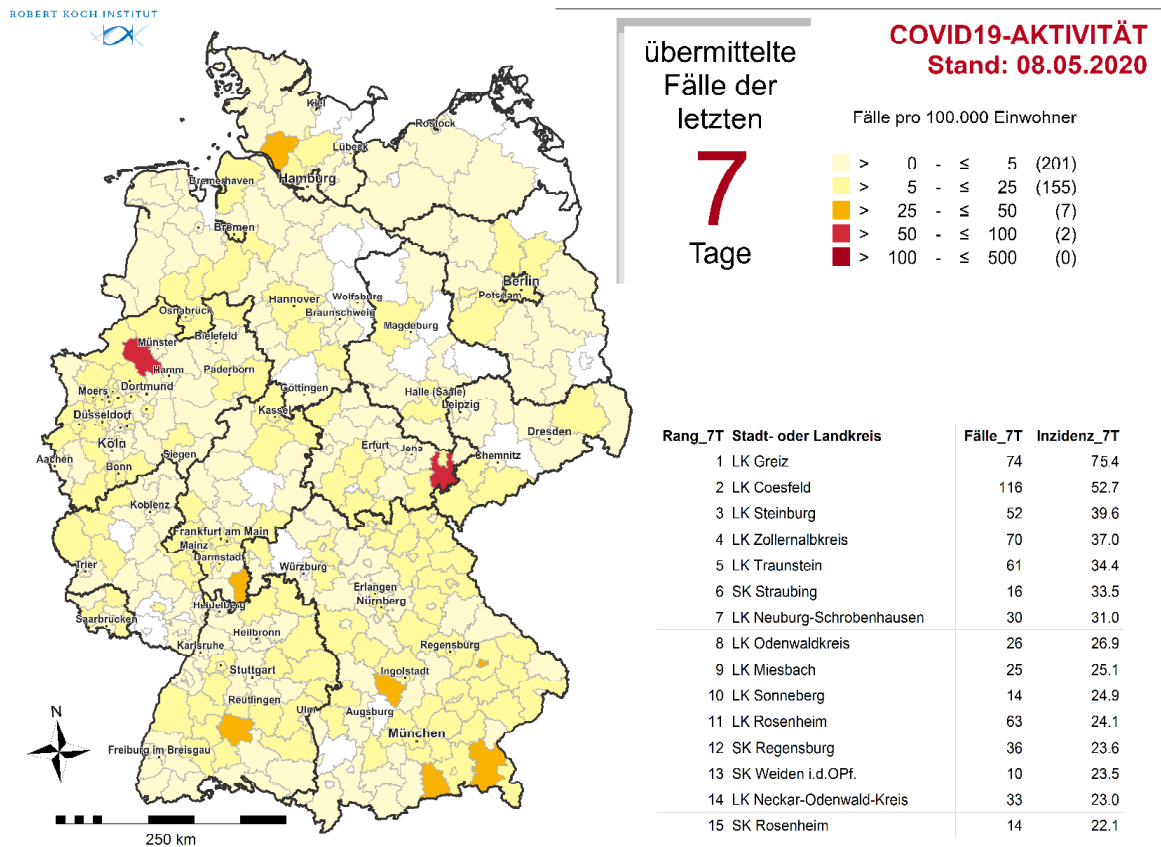 ROBERT KOCH INSTITUT
COVID19-AKTIVITÄT
Stand: 08.05.2020
übermittelte
Fälle der
letzten
7
Tage
Fälle pro 100.000 Einwohner
> 0 - ≤ 5 (201)
> 5 - ≤ 25 (155)
> 25 - ≤ 50 (7)
> 50 - ≤ 100 (2)
> 100 - ≤ 500 (0)
Kiel
Rostock
Lübeck
Hamburg
Bremerhaven
Bremen
Berlin
Potsdam
Hannover
Wolfsburg
Braunschweig
Osnabrück
Magdeburg
Bielefeld
Münster
Hamm
Paderborn
Göttingen
Moers
Dortmund
Halle (Saale)
Leipzig
Kassel
Düsseldorf
Dresden
Köln
Erfurt
Jena
Chemnitz
Siegen
Aachen
Bonn
Koblenz
Frankfurt am Main
Mainz
Darmstadt
Trier
Würzburg
Erlangen
Nürnberg
Heidelberg
Saarbrücken
Heilbronn
Karlsruhe
Regensburg
Stuttgart
Ingolstadt
Reutlingen
Ulm
Augsburg
München
Freiburg im Breisgau
N
250 km
Rang_7T Stadt- oder Landkreis Fälle_7T Inzidenz_7T
1 LK Greiz 74 75.4
2 LK Coesfeld 116 52.7
3 LK Steinburg 52 39.6
4 LK Zollernalbkreis 70 37.0
5 LK Traunstein 61 34.4
6 SK Straubing 16 33.5
7 LK Neuburg-Schrobenhausen 30 31.0
8 LK Odenwaldkreis 26 26.9
9 LK Miesbach 25 25.1
10 LK Sonneberg 14 24.9
11 LK Rosenheim 63 24.1
12 SK Regensburg 36 23.6
13 SK Weiden i.d.OPf. 10 23.5
14 LK Neckar-Odenwald-Kreis 33 23.0
15 SK Rosenheim 14 22.1